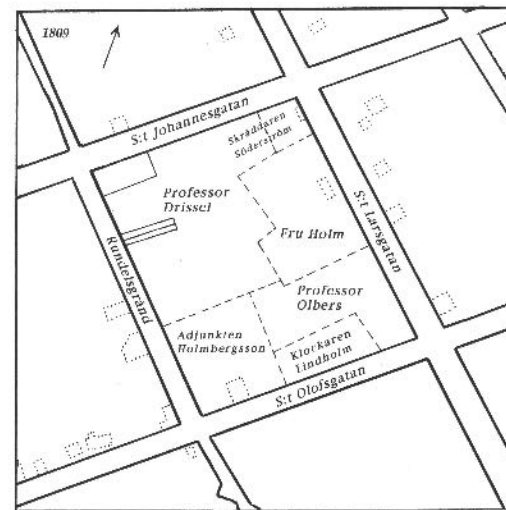 1809
S:t Johannesgatan
Skräddaren
Söderström
Professor
Drissel
S:t Larsgatan
Fru Holm
Rundelsgränd
Professor
Olbers
Adjunkten
Holmbergsson
Klockaren
Lindholm
S:t Olofsgatan